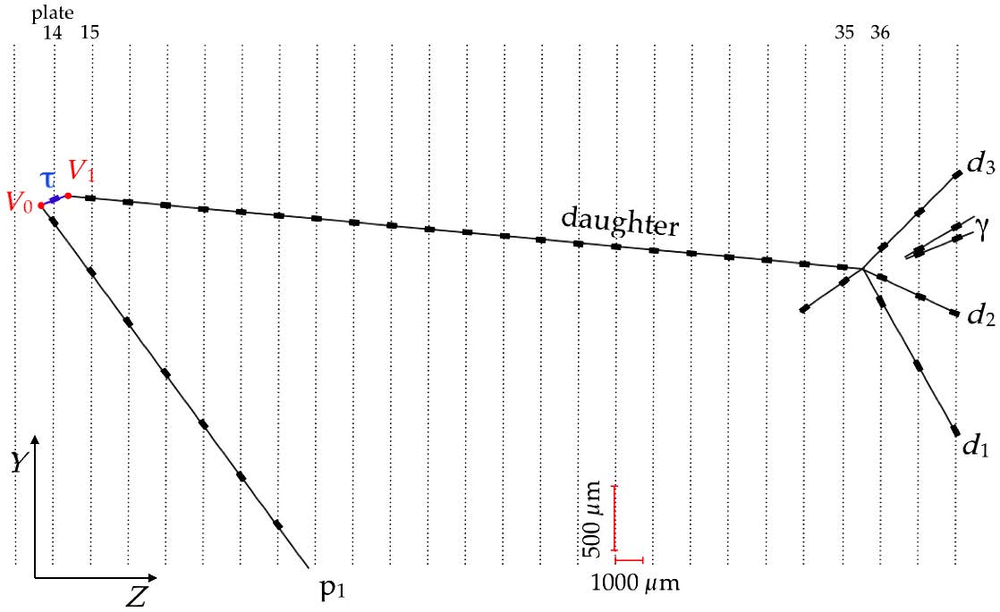 plate
14 15 35 36
τ V₁ d₃
V₀
daughter γ
d₂
d₁
Y
500 μm
1000 μm
Z p₁